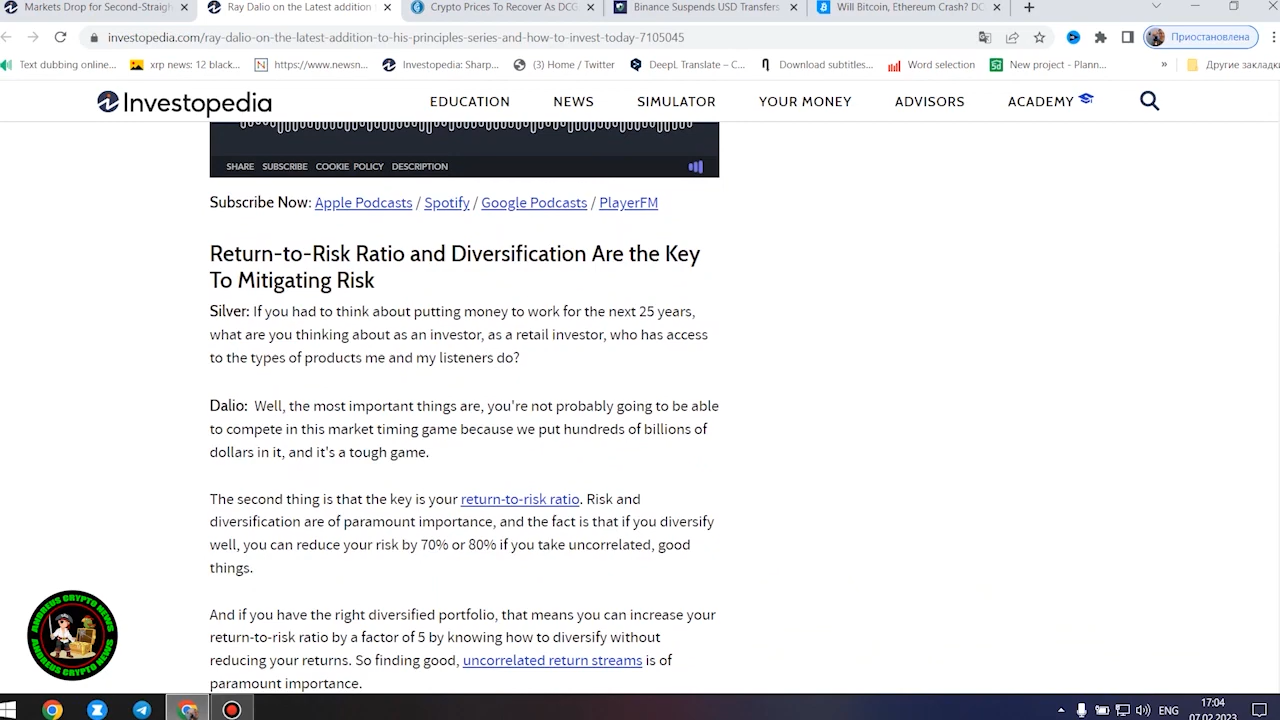 Markets Drop for Second-Straigh
Ray Dalio on the Latest addition
Crypto Prices To Recover As DCG
Binance Suspends USD Transfers
Will Bitcoin, Ethereum Crash? DC
investopedia.com/ray-dalio-on-the-latest-addition-to-his-principles-series-and-how-to-invest-today-7105045
Приостановлена
Text dubbing online...
xrp news: 12 black...
https://www.newsn...
Investopedia: Sharp...
(3) Home / Twitter
DeepL Translate – C...
Download subtitles...
Word selection
New project - Plann...
»
Другие закладки
Investopedia
EDUCATION
NEWS
SIMULATOR
YOUR MONEY
ADVISORS
ACADEMY
SHARE SUBSCRIBE COOKIE POLICY DESCRIPTION
Subscribe Now: Apple Podcasts / Spotify / Google Podcasts / PlayerFM
Return-to-Risk Ratio and Diversification Are the Key
To Mitigating Risk
Silver: If you had to think about putting money to work for the next 25 years,
what are you thinking about as an investor, as a retail investor, who has access
to the types of products me and my listeners do?
Dalio: Well, the most important things are, you're not probably going to be able
to compete in this market timing game because we put hundreds of billions of
dollars in it, and it's a tough game.
The second thing is that the key is your return-to-risk ratio. Risk and
diversification are of paramount importance, and the fact is that if you diversify
well, you can reduce your risk by 70% or 80% if you take uncorrelated, good
things.
And if you have the right diversified portfolio, that means you can increase your
return-to-risk ratio by a factor of 5 by knowing how to diversify without
reducing your returns. So finding good, uncorrelated return streams is of
paramount importance.
ANDREUS CRYPTO NEWS
ANDREUS CRYPTO NEWS
ENG
17:04
07.02.2023